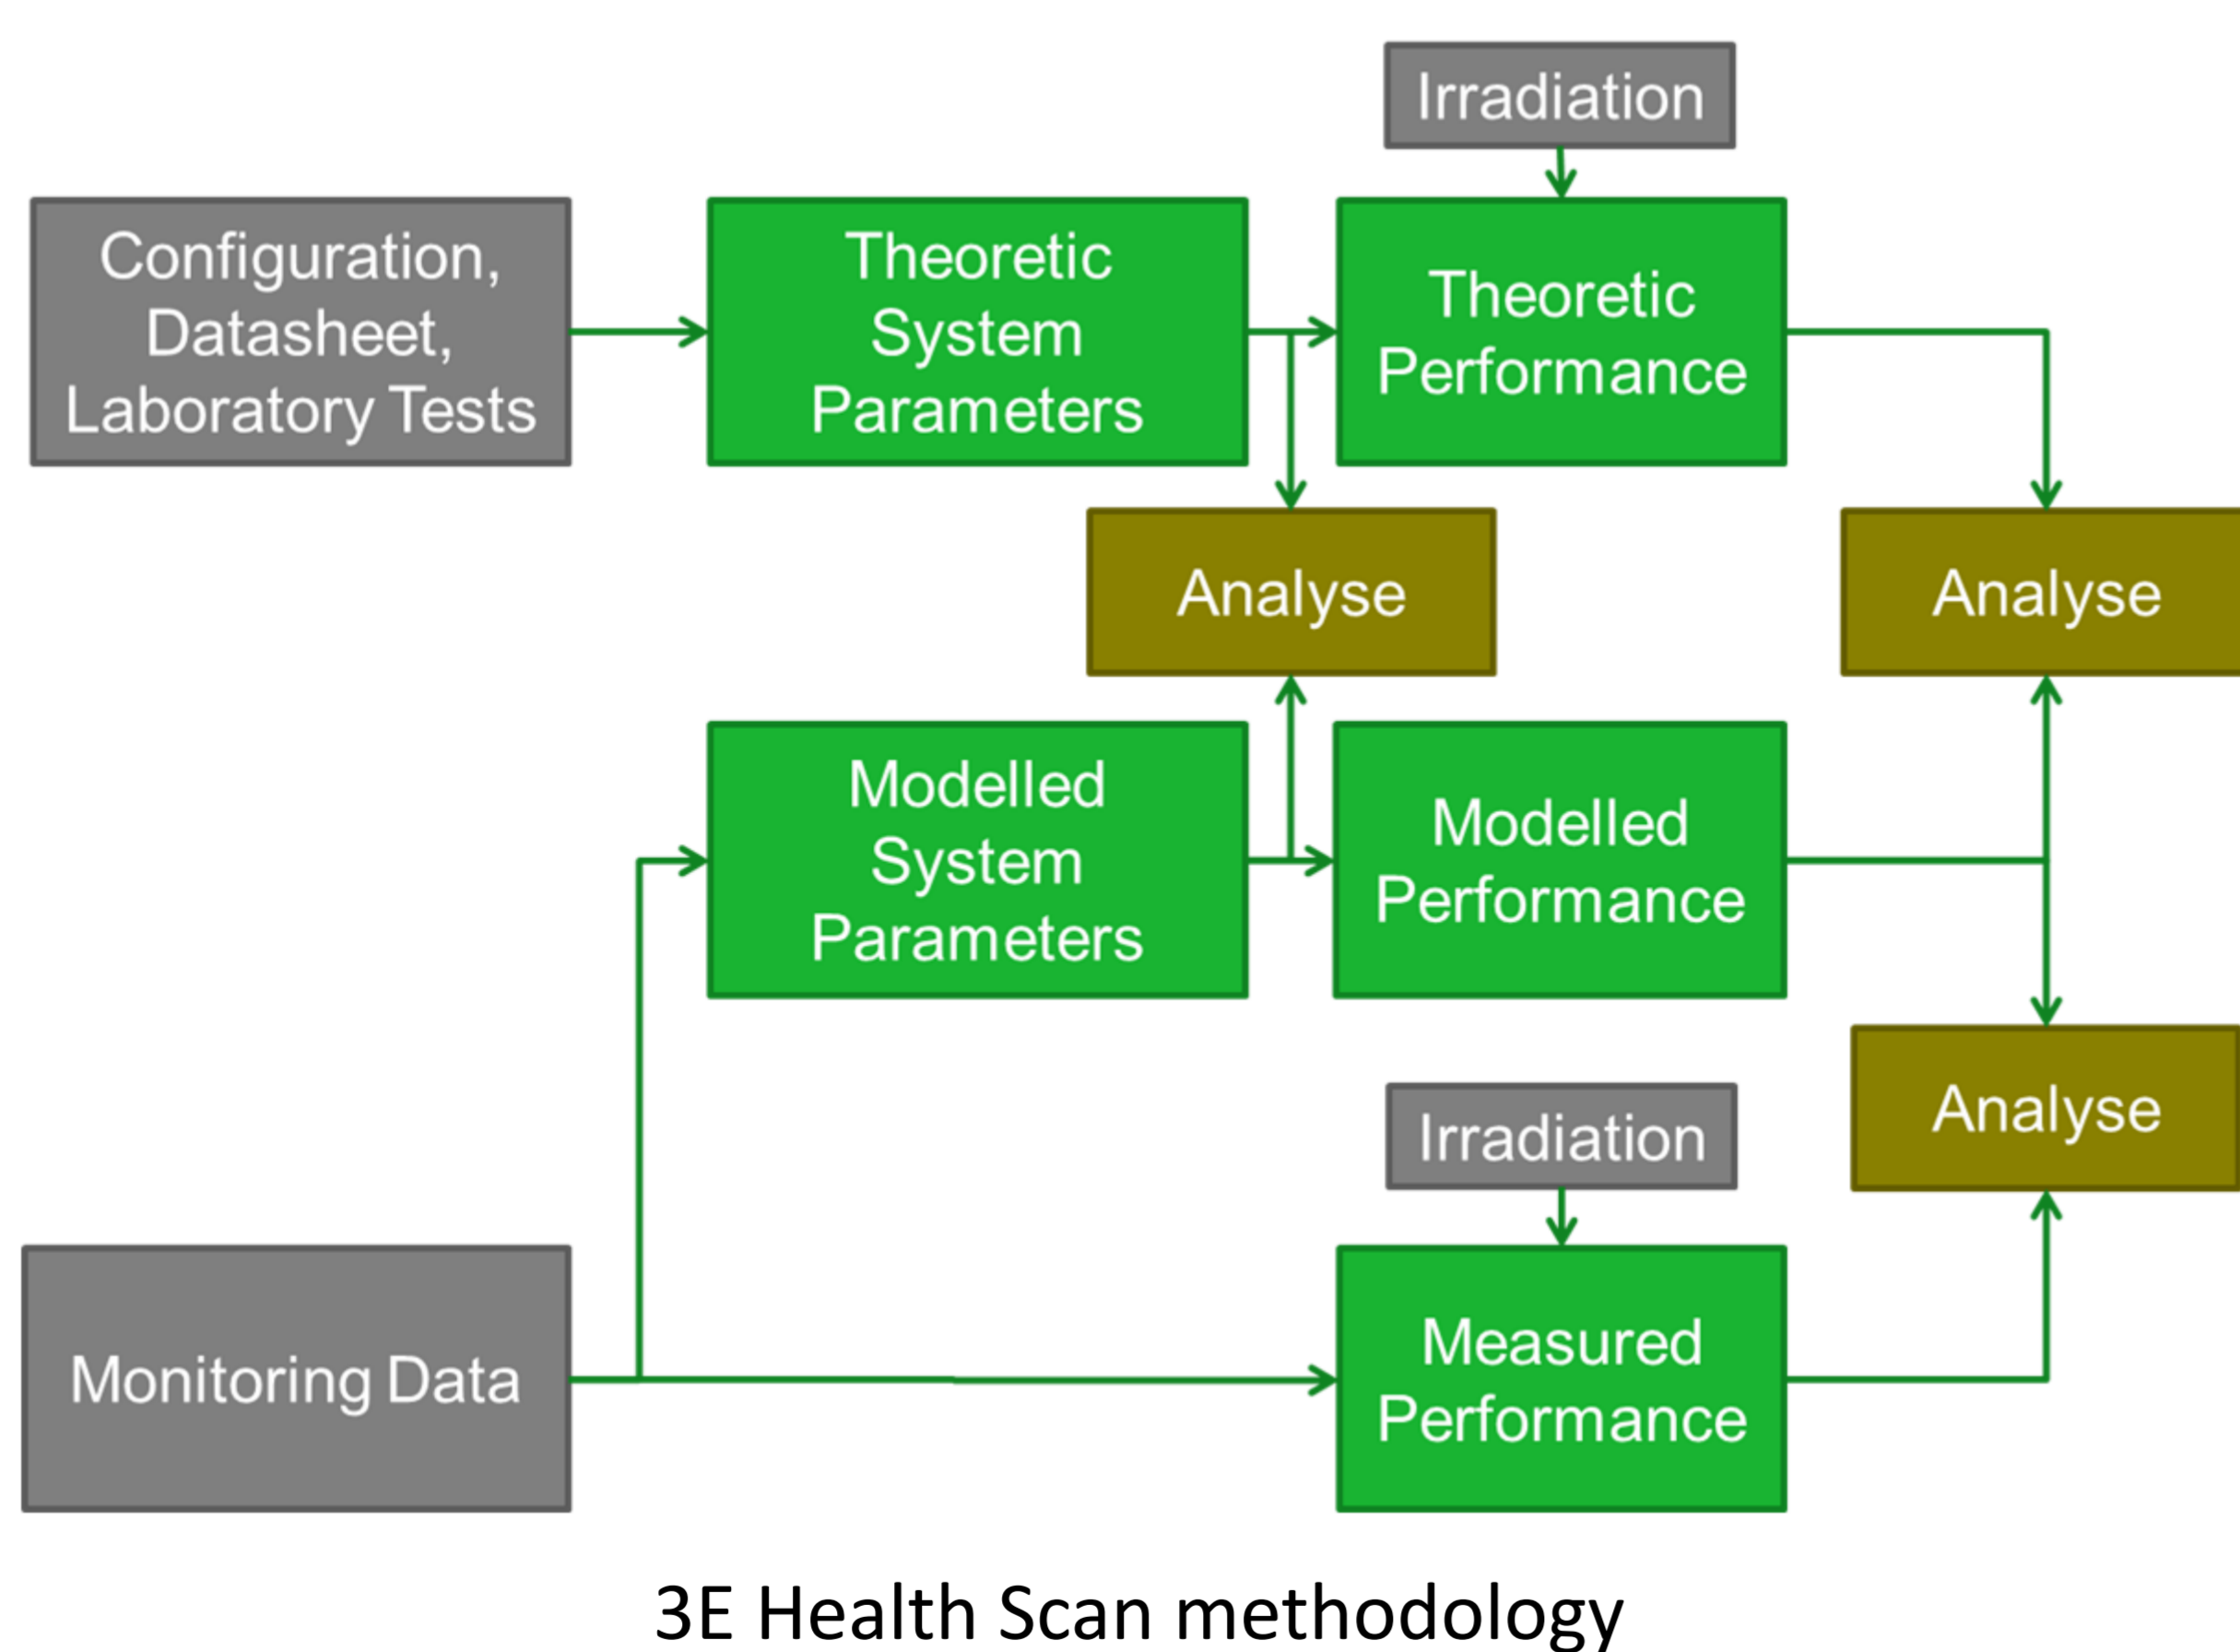 Irradiation
Configuration,
Datasheet,
Laboratory Tests
Theoretic
System
Parameters
Theoretic
Performance
Analyse
Analyse
Modelled
System
Parameters
Modelled
Performance
Analyse
Irradiation
Monitoring Data
Measured
Performance
3E Health Scan methodology